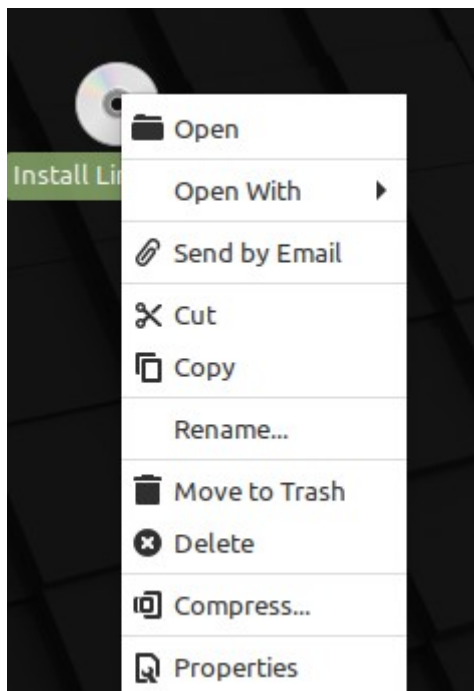 Install Li
Open
Open With
Send by Email
Cut
Copy
Rename...
Move to Trash
Delete
Compress...
Properties